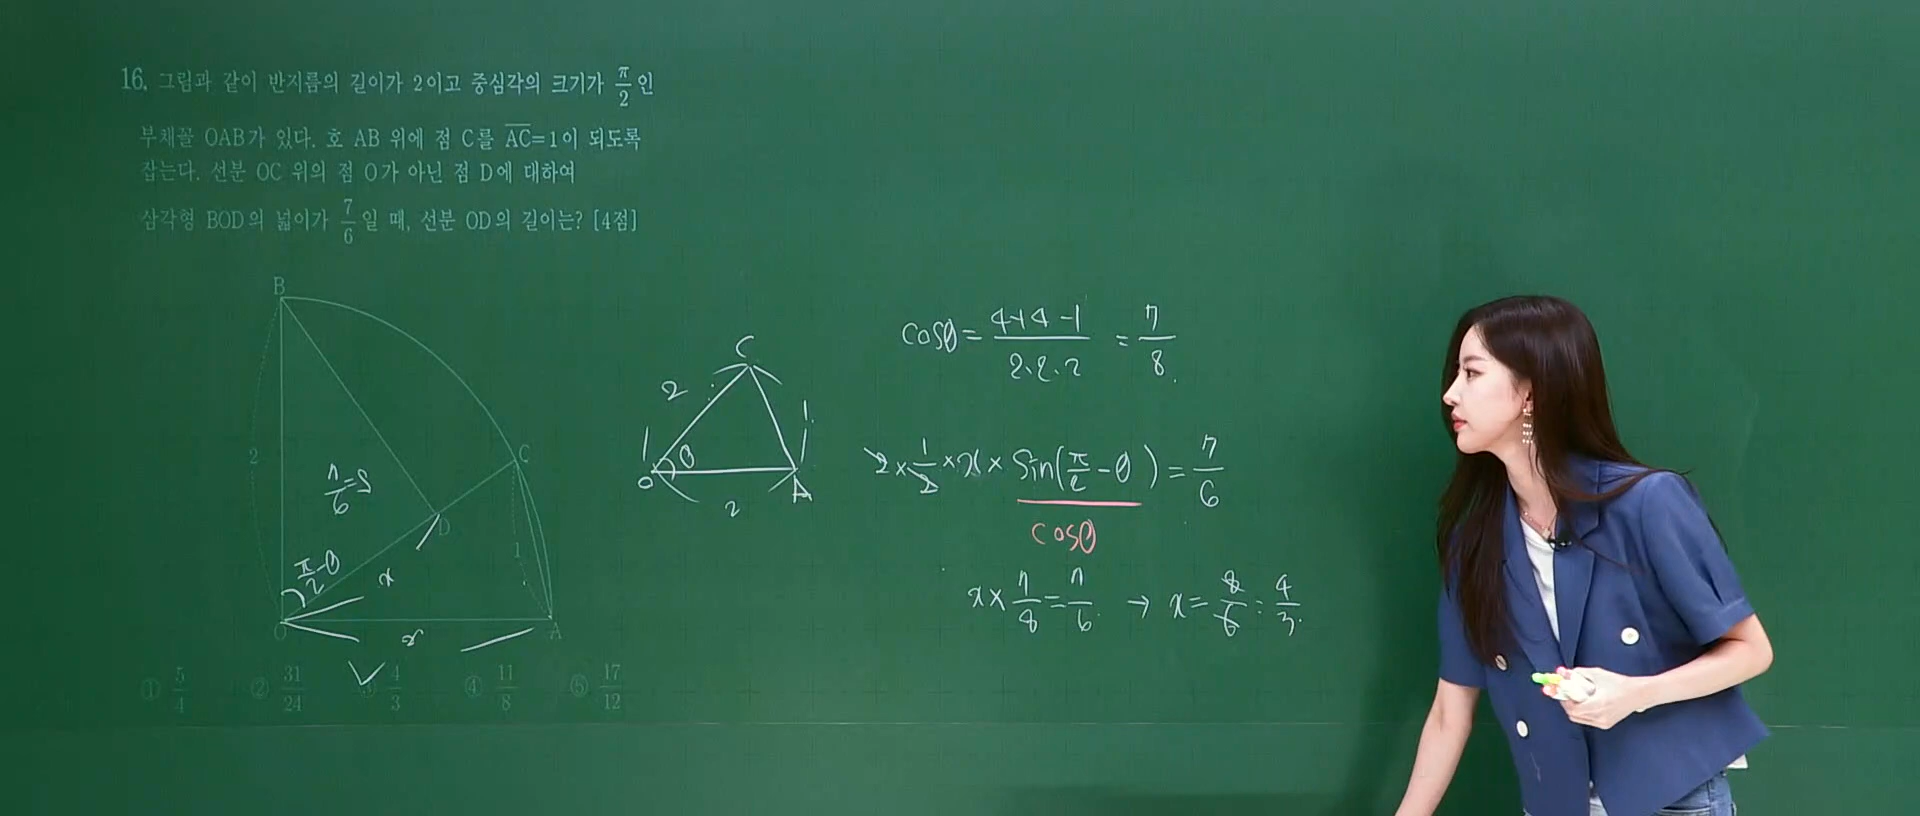 16. 그림과 같이 반지름의 길이가 2이고 중심각의 크기가 π/2인
부채꼴 OAB가 있다. 호 AB 위에 점 C를 AC=1이 되도록
잡는다. 선분 OC 위의 점 O가 아닌 점 D에 대하여
삼각형 BOD의 넓이가 7/6일 때, 선분 OD의 길이는? [4점]
B
2
7/6=S
C
D
1
π/2-θ
x
O
2
A
C
2
1
θ
O
2
A
cosθ = (4+4-1)/(2·2·2) = 7/8
2 × 1/2 × x × sin(π/2 - θ) = 7/6
cosθ
x × 7/8 = 7/6 → x = 8/6 = 4/3
① 5/4 ② 31/24 ③ 4/3 ④ 11/8 ⑤ 17/12